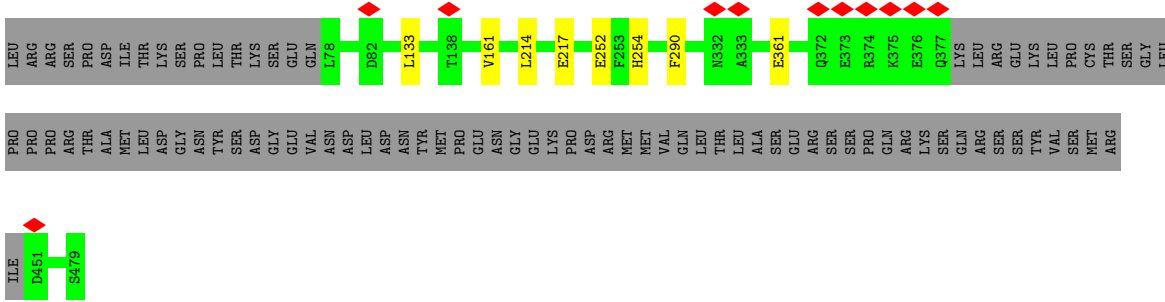 LEU ARG ARG SER PRO ASP ILE THR LYS SER PRO LEU THR LYS SER GLU GLN L78 D82 L133 T138 V161 L214 E217 E252 F253 H254 F290 N332 A333 E361 Q372 E373 R374 K375 E376 Q377 LYS LEU ARG GLU LYS LEU PRO CYS THR SER GLY LEU
PRO PRO PRO ARG THR ALA MET LEU ASP GLY ASN TYR SER ASP GLY GLU VAL ASN ASP LEU ASP ASN TYR MET PRO GLU ASN GLY GLU LYS PRO ASP ARG MET MET VAL GLN LEU THR LEU ALA SER GLU ARG SER SER PRO GLN ARG LYS SER GLN ARG SER SER TYR VAL SER MET ARG
ILE D451 S479